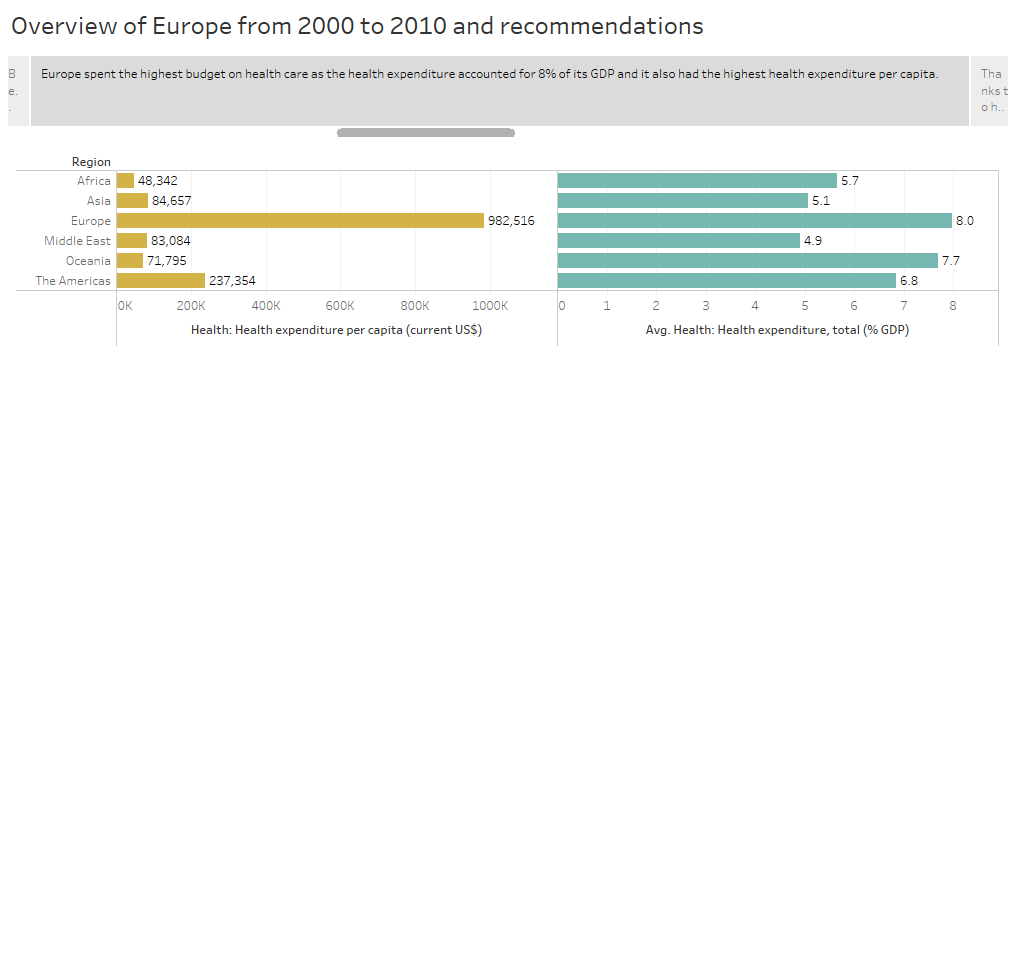 Overview of Europe from 2000 to 2010 and recommendations
B
e.
.
Europe spent the highest budget on health care as the health expenditure accounted for 8% of its GDP and it also had the highest health expenditure per capita.
Tha
nks t
o h..
Region
Africa 48,342 5.7
Asia 84,657 5.1
Europe 982,516 8.0
Middle East 83,084 4.9
Oceania 71,795 7.7
The Americas 237,354 6.8
0K 200K 400K 600K 800K 1000K 0 1 2 3 4 5 6 7 8
Health: Health expenditure per capita (current US$) Avg. Health: Health expenditure, total (% GDP)